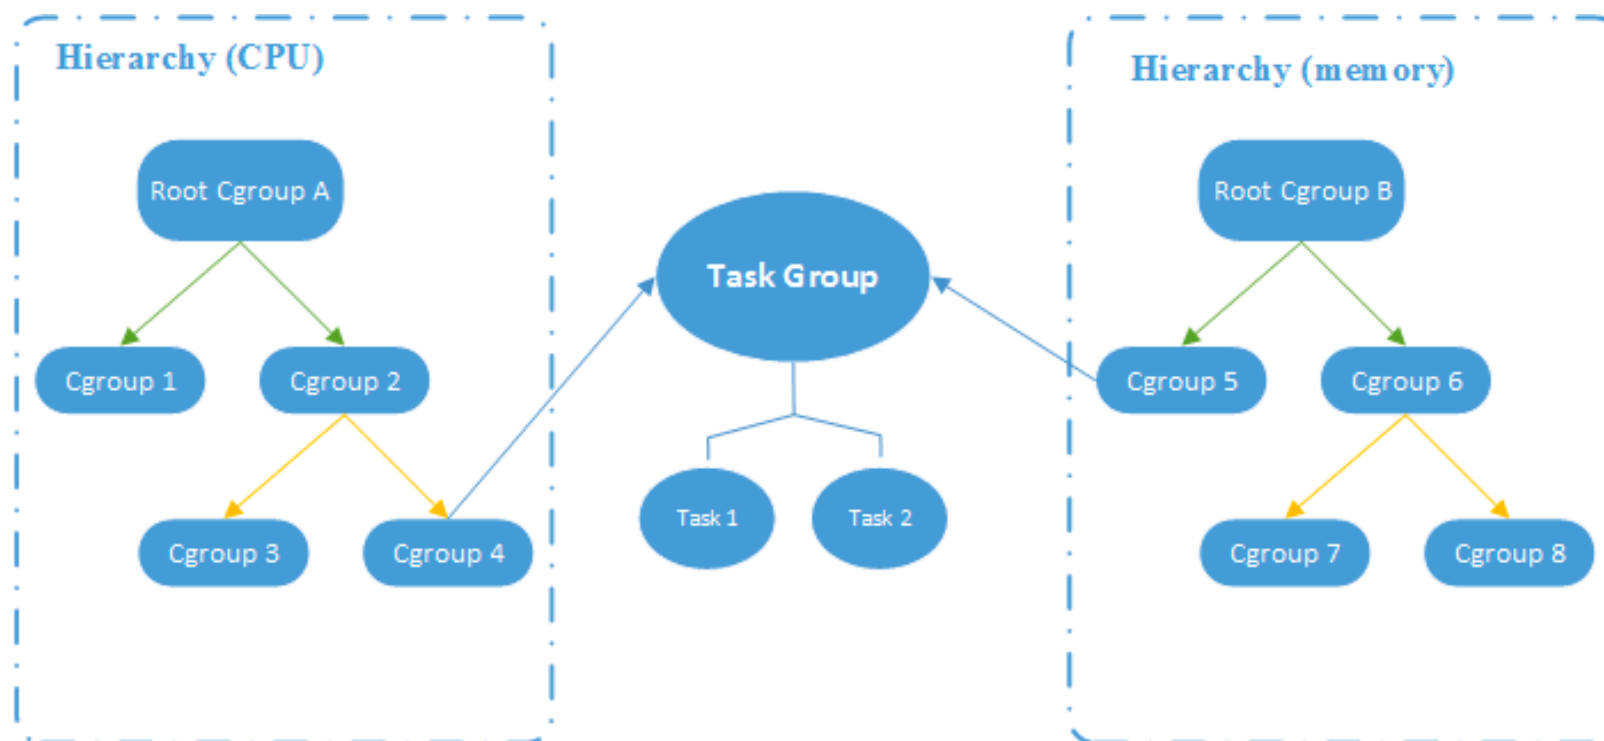 Hierarchy (CPU)
Root Cgroup A
Cgroup 1
Cgroup 2
Cgroup 3
Cgroup 4
Task Group
Task 1
Task 2
Hierarchy (memory)
Root Cgroup B
Cgroup 5
Cgroup 6
Cgroup 7
Cgroup 8